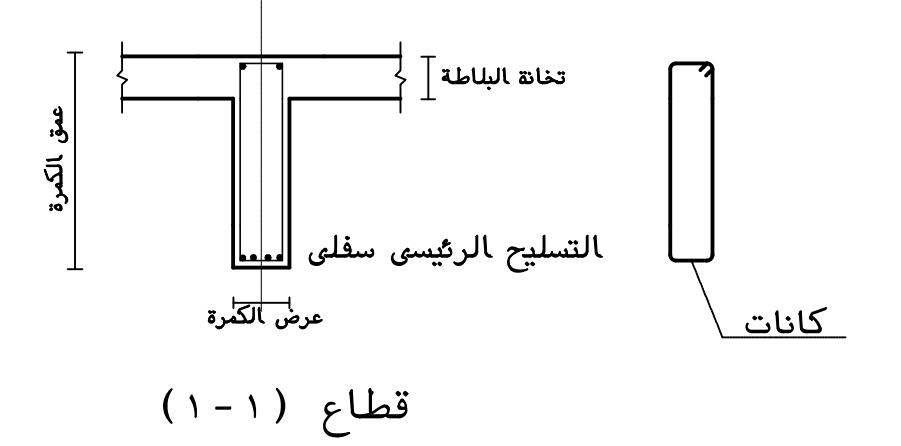 تخانة البلاطة
عمق الكمرة
التسليح الرئيسى سفلى
عرض الكمرة
كانات
قطاع (١ - ١)